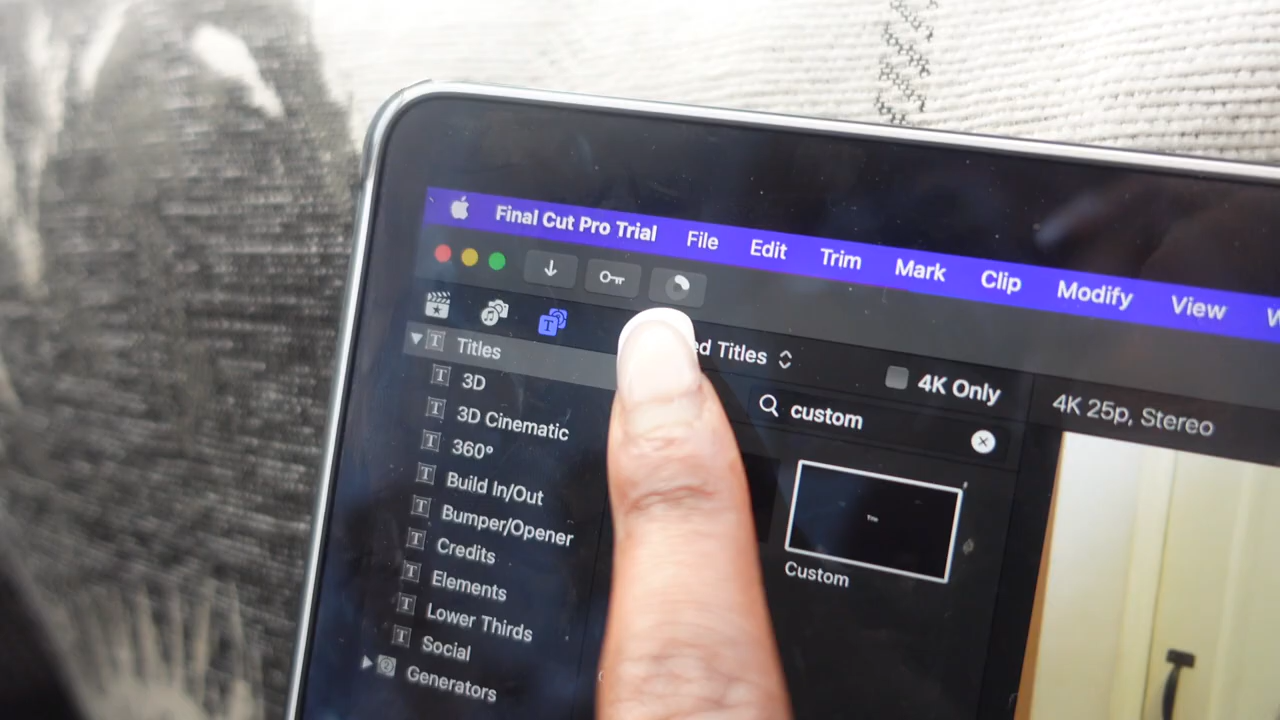 Final Cut Pro Trial File Edit Trim Mark Clip Modify View
Titles
ed Titles
4K Only
4K 25p, Stereo
3D
custom
3D Cinematic
360°
Build In/Out
Bumper/Opener
Custom
Credits
Elements
Lower Thirds
Social
Generators